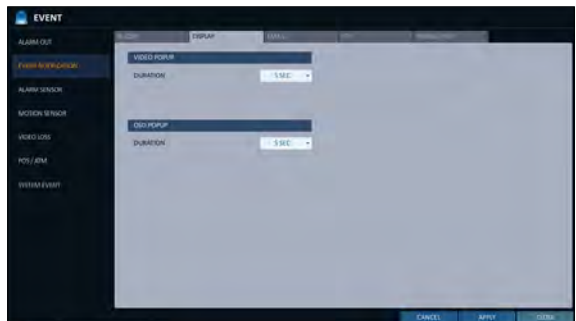 EVENT
ALARM OUT
EVENT NOTIFICATION
ALARM SENSOR
MOTION SENSOR
VIDEO LOSS
POS / ATM
SYSTEM EVENT
DISPLAY
VIDEO POPUP
DURATION
5 SEC
OSD POPUP
DURATION
5 SEC
CANCEL
APPLY
CLOSE